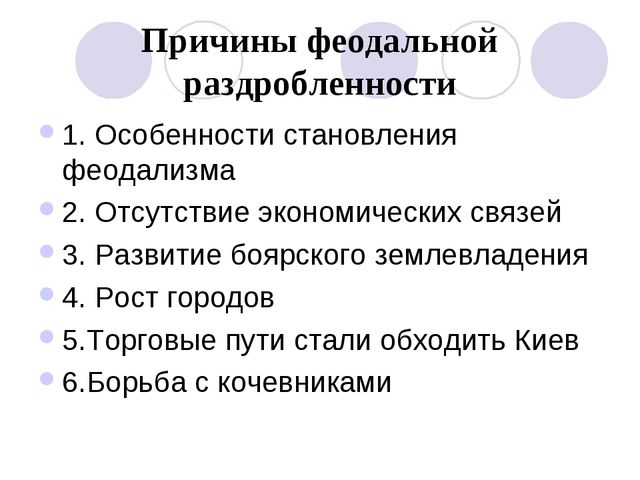 Причины феодальной
раздробленности
1. Особенности становления
феодализма
2. Отсутствие экономических связей
3. Развитие боярского землевладения
4. Рост городов
5.Торговые пути стали обходить Киев
6.Борьба с кочевниками